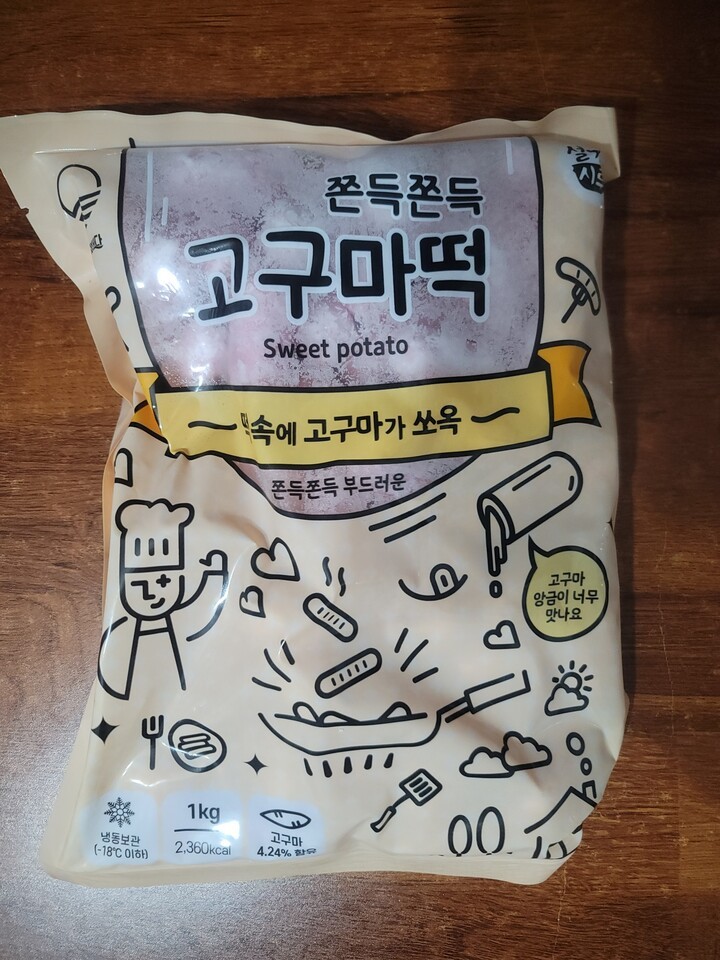 쫀득쫀득
고구마떡
Sweet potato
떡속에 고구마가 쏘옥
쫀득쫀득 부드러운
고구마
앙금이 너무
맛나요
냉동보관
(-18℃ 이하)
1kg
2,360kcal
고구마
4.24% 함유